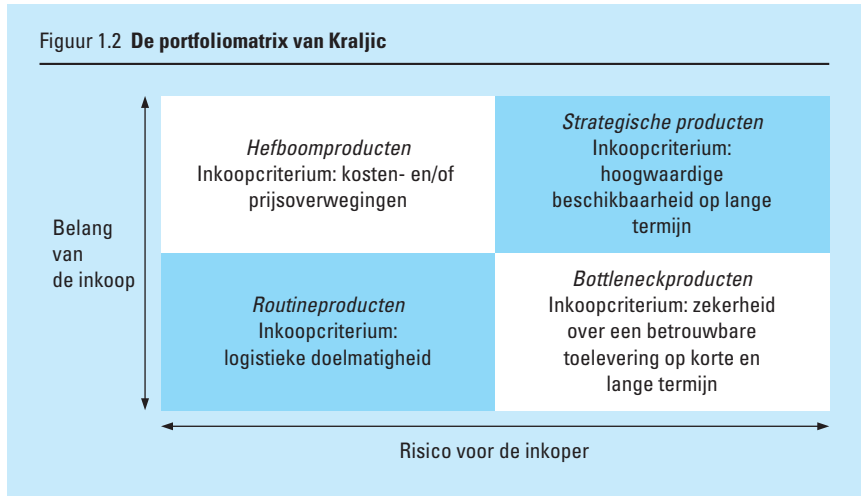 Figuur 1.2 De portfoliomatrix van Kraljic
Hefboomproducten
Inkoopcriterium: kosten- en/of
prijsoverwegingen
Strategische producten
Inkoopcriterium:
hoogwaardige
beschikbaarheid op lange
termijn
Belang
van
de inkoop
Routineproducten
Inkoopcriterium:
logistieke doelmatigheid
Bottleneckproducten
Inkoopcriterium: zekerheid
over een betrouwbare
toelevering op korte en
lange termijn
Risico voor de inkoper